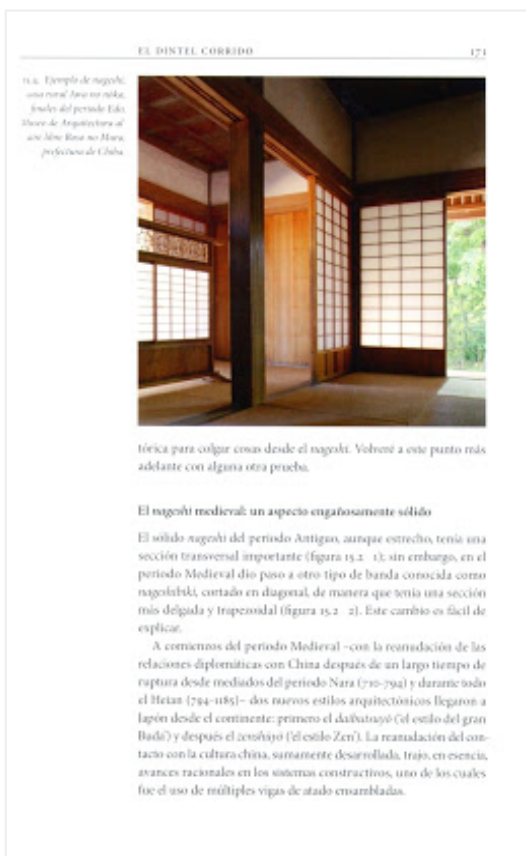 EL DINTEL CORRIDO
171
Ejemplo de nageshi,
casa rural
finales del periodo Edo.
Museo de Arquitectura al
aire libre Boso no Mura,
prefectura de Chiba.
tórica para colgar cosas desde el nageshi. Volveré a este punto más
adelante con alguna otra prueba.
El nageshi medieval: un aspecto engañosamente sólido
El sólido nageshi del periodo Antiguo, aunque estrecho, tenía una
sección transversal importante (figura 15.2 1); sin embargo, en el
periodo Medieval dio paso a otro tipo de banda conocida como
nageshibiki, cortado en diagonal, de manera que tenía una sección
más delgada y trapezoidal (figura 15.2 2). Este cambio es fácil de
explicar.
A comienzos del periodo Medieval –con la reanudación de las
relaciones diplomáticas con China después de un largo tiempo de
ruptura desde mediados del periodo Nara (710-794) y durante todo
el Heian (794-1185)– dos nuevos estilos arquitectónicos llegaron a
Japón desde el continente: primero el daibutsuyō ('el estilo del gran
Buda') y después el zenshūyō ('el estilo Zen'). La reanudación del con-
tacto con la cultura china, sumamente desarrollada, trajo, en esencia,
avances racionales en los sistemas constructivos, uno de los cuales
fue el uso de múltiples vigas de atado ensambladas.